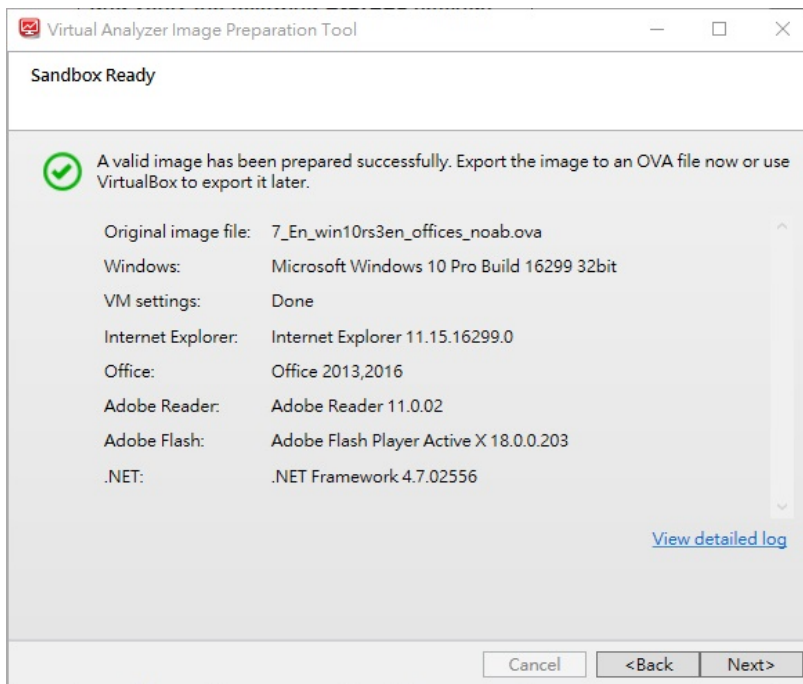 Virtual Analyzer Image Preparation Tool
Sandbox Ready
A valid image has been prepared successfully. Export the image to an OVA file now or use
VirtualBox to export it later.
Original image file: 7_En_win10rs3en_offices_noab.ova
Windows: Microsoft Windows 10 Pro Build 16299 32bit
VM settings: Done
Internet Explorer: Internet Explorer 11.15.16299.0
Office: Office 2013,2016
Adobe Reader: Adobe Reader 11.0.02
Adobe Flash: Adobe Flash Player Active X 18.0.0.203
.NET: .NET Framework 4.7.02556
View detailed log
Cancel <Back Next>